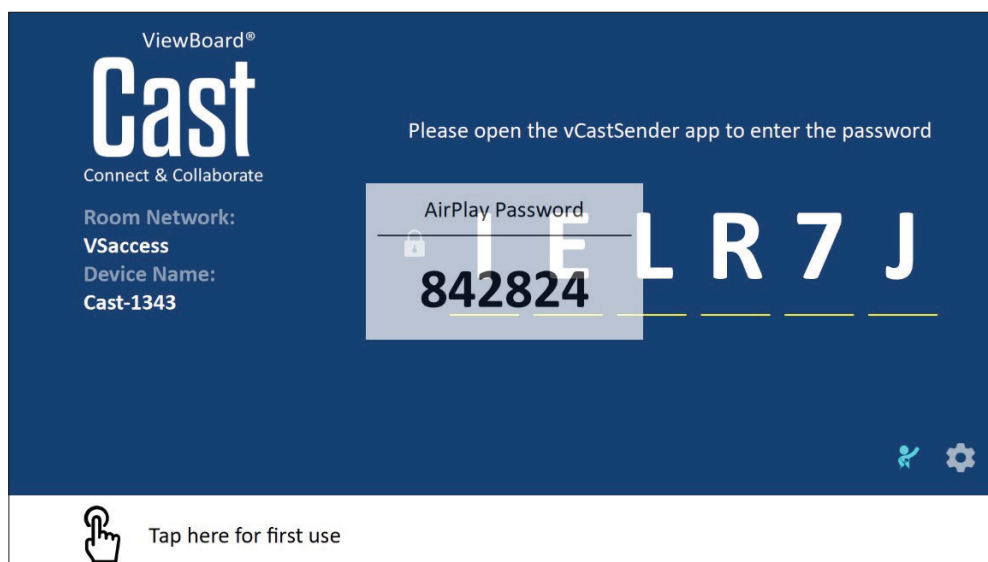 ViewBoard®
Cast
Connect & Collaborate
Room Network:
VSaccess
Device Name:
Cast-1343
Please open the vCastSender app to enter the password
AirPlay Password
842824
I E L R 7 J
Tap here for first use